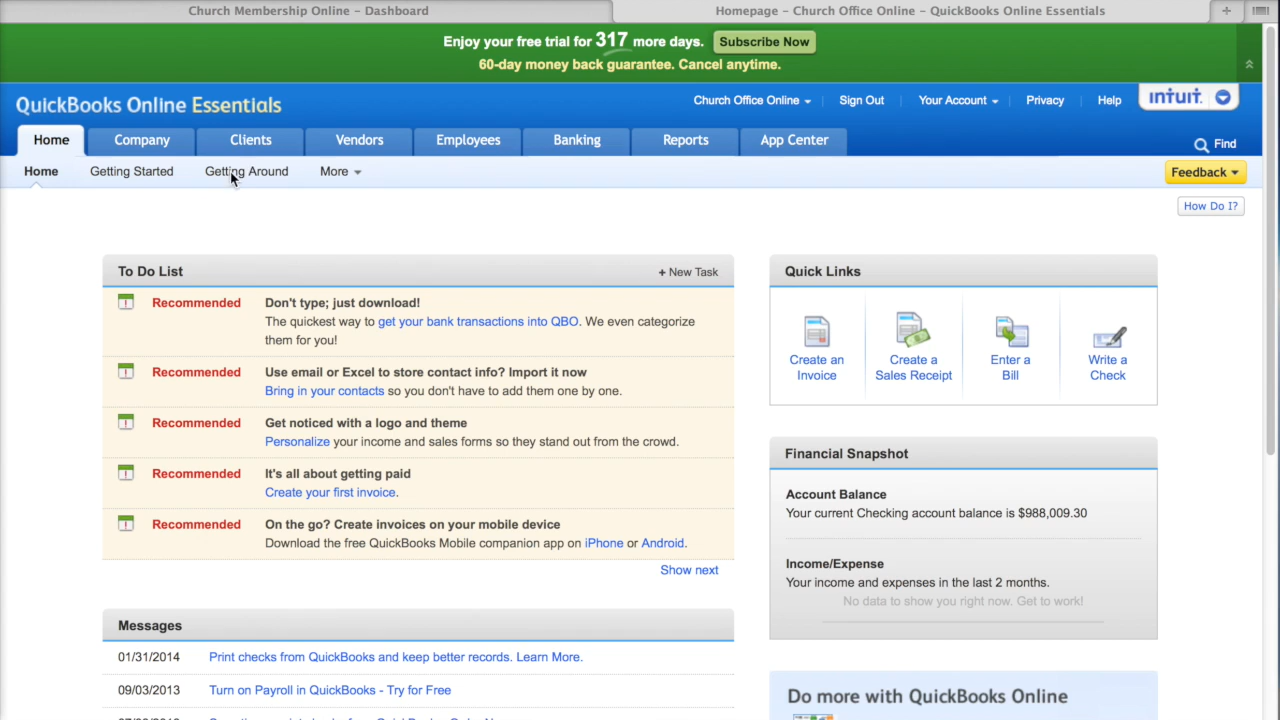 Church Membership Online – Dashboard
Homepage – Church Office Online – QuickBooks Online Essentials
Enjoy your free trial for 317 more days. Subscribe Now
60-day money back guarantee. Cancel anytime.
QuickBooks Online Essentials
Church Office Online
Sign Out
Your Account
Privacy
Help
intuit.
Home
Company
Clients
Vendors
Employees
Banking
Reports
App Center
Find
Home
Getting Started
Getting Around
More
Feedback
How Do I?
To Do List
+ New Task
Recommended
Don't type; just download!
The quickest way to get your bank transactions into QBO. We even categorize
them for you!
Recommended
Use email or Excel to store contact info? Import it now
Bring in your contacts so you don't have to add them one by one.
Recommended
Get noticed with a logo and theme
Personalize your income and sales forms so they stand out from the crowd.
Recommended
It's all about getting paid
Create your first invoice.
Recommended
On the go? Create invoices on your mobile device
Download the free QuickBooks Mobile companion app on iPhone or Android.
Show next
Messages
01/31/2014 Print checks from QuickBooks and keep better records. Learn More.
09/03/2013 Turn on Payroll in QuickBooks - Try for Free
Quick Links
Create an
Invoice
Create a
Sales Receipt
Enter a
Bill
Write a
Check
Financial Snapshot
Account Balance
Your current Checking account balance is $988,009.30
Income/Expense
Your income and expenses in the last 2 months.
No data to show you right now. Get to work!
Do more with QuickBooks Online